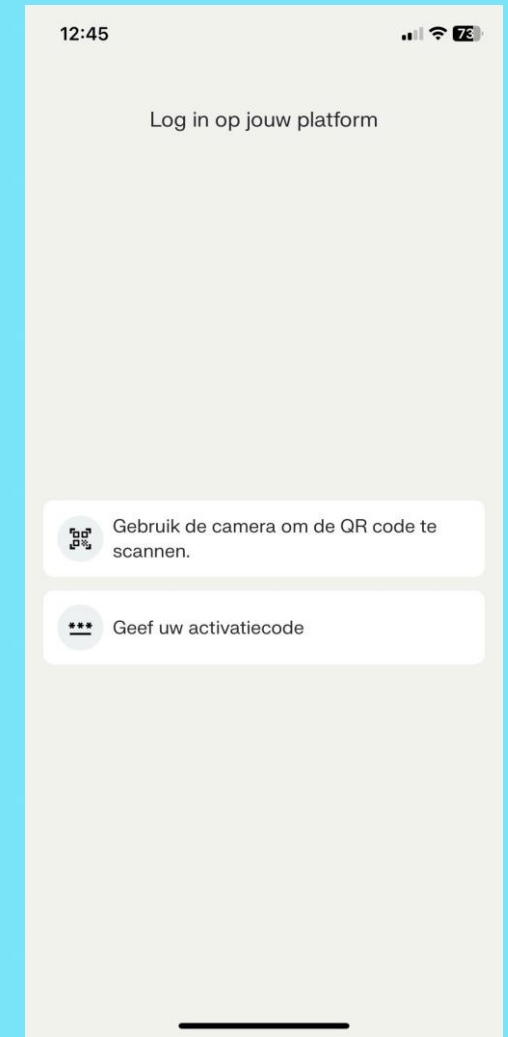 12:45
73
Log in op jouw platform
Gebruik de camera om de QR code te
scannen.
*** Geef uw activatiecode